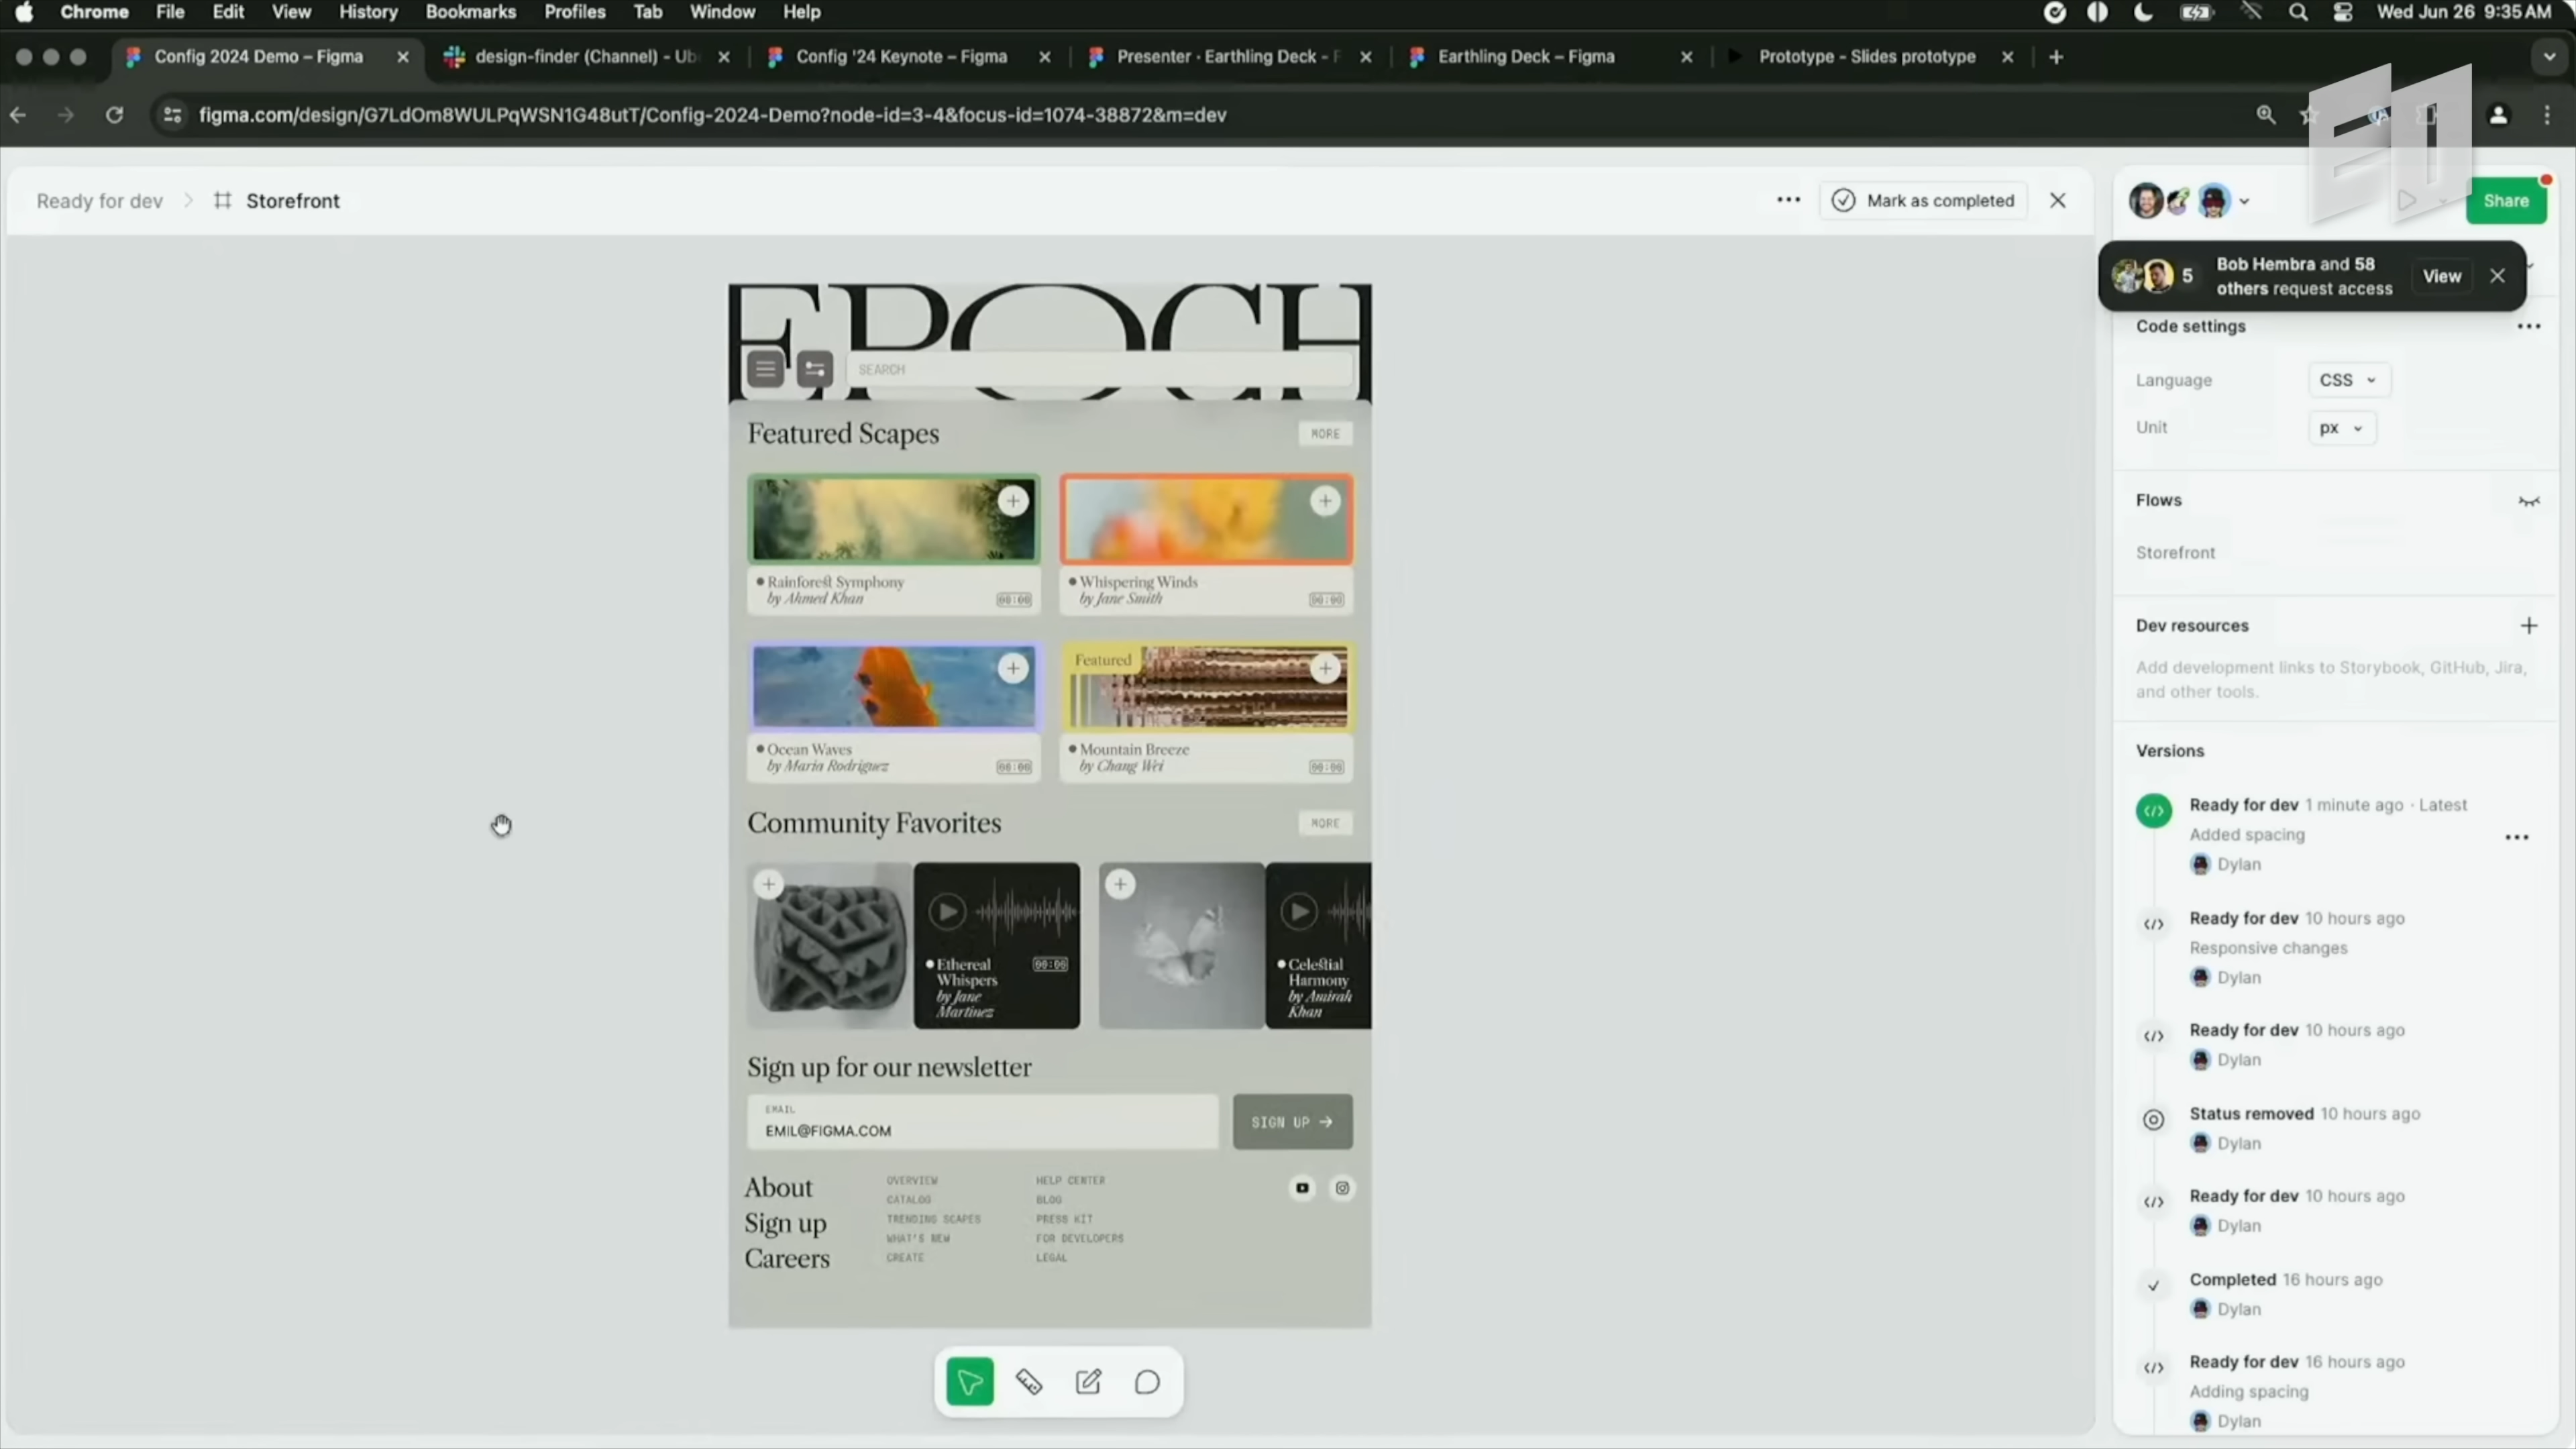 Chrome File Edit View History Bookmarks Profiles Tab Window Help Wed Jun 26 9:35 AM
Config 2024 Demo – Figma design-finder (Channel) - Ub Config '24 Keynote – Figma Presenter · Earthling Deck - F Earthling Deck – Figma Prototype - Slides prototype
figma.com/design/G7LdOm8WULPqWSN1G48utT/Config-2024-Demo?node-id=3-4&focus-id=1074-38872&m=dev
Ready for dev Storefront
Mark as completed
Share
5 Bob Hembra and 58
others request access
View
EPOCH
SEARCH
Featured Scapes
MORE
Rainforest Symphony
by Ahmed Khan
00:00
Whispering Winds
by Jane Smith
00:00
Ocean Waves
by Maria Rodriguez
00:00
Featured
Mountain Breeze
by Chang Wei
00:00
Community Favorites
MORE
Ethereal
Whispers
by Jane
Martinez
00:00
Celestial
Harmony
by Amirah
Khan
Sign up for our newsletter
EMAIL
EMIL@FIGMA.COM
SIGN UP
About
Sign up
Careers
OVERVIEW
CATALOG
TRENDING SCAPES
WHAT'S NEW
CREATE
HELP CENTER
BLOG
PRESS KIT
FOR DEVELOPERS
LEGAL
Code settings
Language CSS
Unit px
Flows
Storefront
Dev resources
Add development links to Storybook, GitHub, Jira,
and other tools.
Versions
Ready for dev 1 minute ago · Latest
Added spacing
Dylan
Ready for dev 10 hours ago
Responsive changes
Dylan
Ready for dev 10 hours ago
Dylan
Status removed 10 hours ago
Dylan
Ready for dev 10 hours ago
Dylan
Completed 16 hours ago
Dylan
Ready for dev 16 hours ago
Adding spacing
Dylan